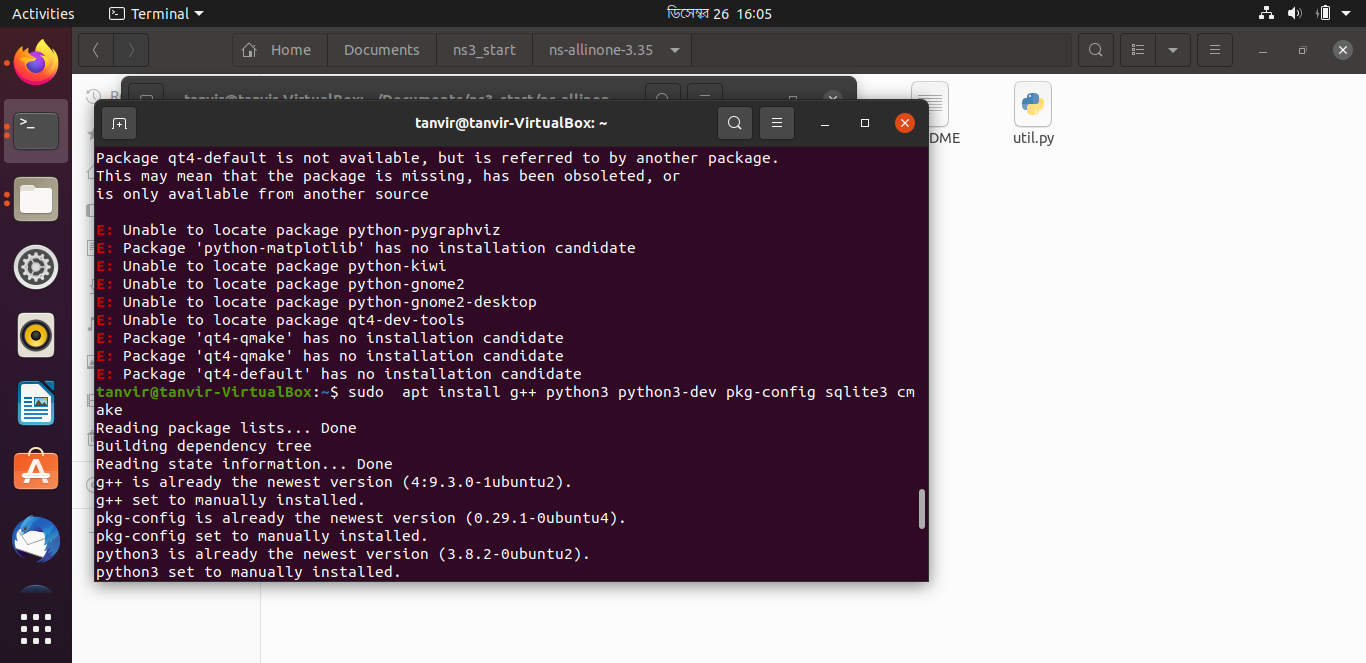 Activities
Terminal
ডিসেম্বর 26 16:05
Home
Documents
ns3_start
ns-allinone-3.35
tanvir@tanvir-VirtualBox: ~/Documents/ns3_start/ns-allinon...
tanvir@tanvir-VirtualBox: ~
DME
util.py
Package qt4-default is not available, but is referred to by another package.
This may mean that the package is missing, has been obsoleted, or
is only available from another source
E: Unable to locate package python-pygraphviz
E: Package 'python-matplotlib' has no installation candidate
E: Unable to locate package python-kiwi
E: Unable to locate package python-gnome2
E: Unable to locate package python-gnome2-desktop
E: Unable to locate package qt4-dev-tools
E: Package 'qt4-qmake' has no installation candidate
E: Package 'qt4-qmake' has no installation candidate
E: Package 'qt4-default' has no installation candidate
tanvir@tanvir-VirtualBox:~$ sudo  apt install g++ python3 python3-dev pkg-config sqlite3 cm
ake
Reading package lists... Done
Building dependency tree
Reading state information... Done
g++ is already the newest version (4:9.3.0-1ubuntu2).
g++ set to manually installed.
pkg-config is already the newest version (0.29.1-0ubuntu4).
pkg-config set to manually installed.
python3 is already the newest version (3.8.2-0ubuntu2).
python3 set to manually installed.